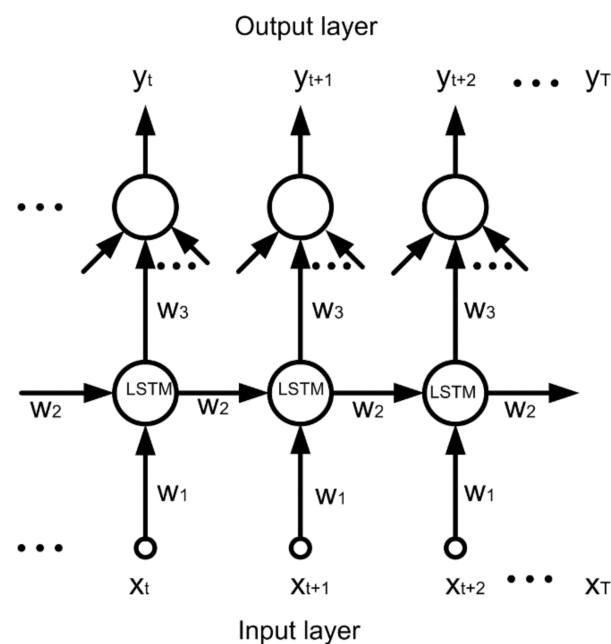 Output layer
yt yt+1 yt+2 ••• yT
•••
••• ••• •••
w3 w3 w3
LSTM LSTM LSTM
w2 w2 w2 w2
w1 w1 w1
•••
xt xt+1 xt+2 ••• xT
Input layer